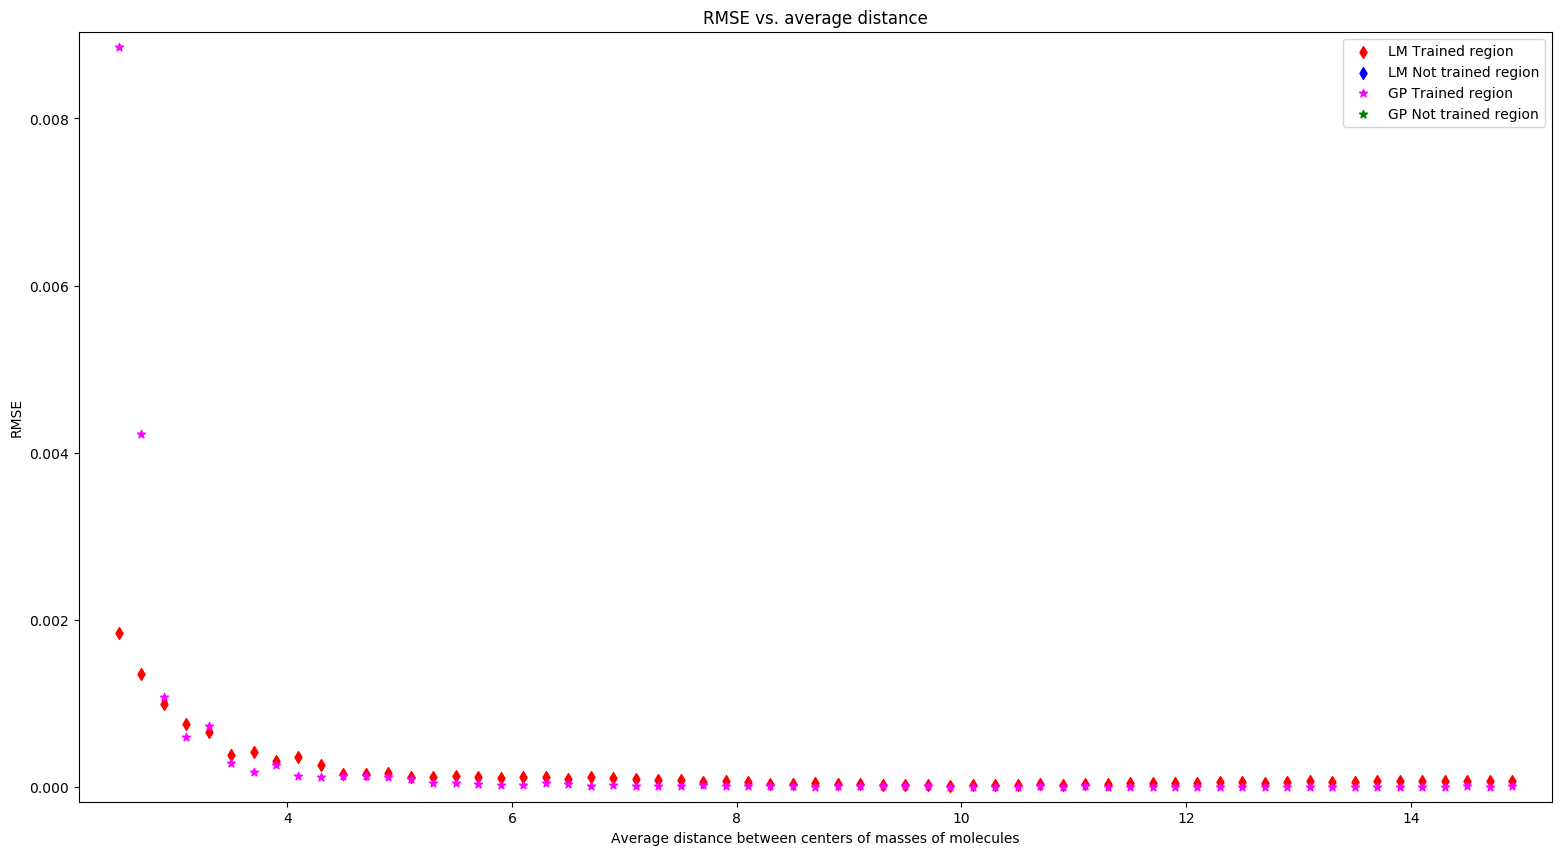 RMSE vs. average distance
LM Trained region
LM Not trained region
GP Trained region
GP Not trained region
0.008
0.006
0.004
0.002
0.000
RMSE
4 6 8 10 12 14
Average distance between centers of masses of molecules